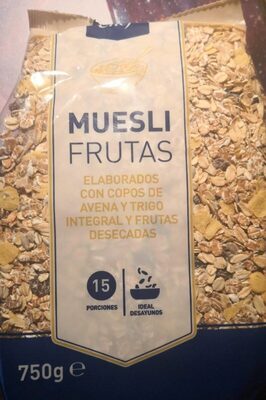 MUESLI
FRUTAS
ELABORADOS
CON COPOS DE
AVENA Y TRIGO
INTEGRAL Y FRUTAS
DESECADAS
15
PORCIONES
IDEAL
DESAYUNOS
750g e